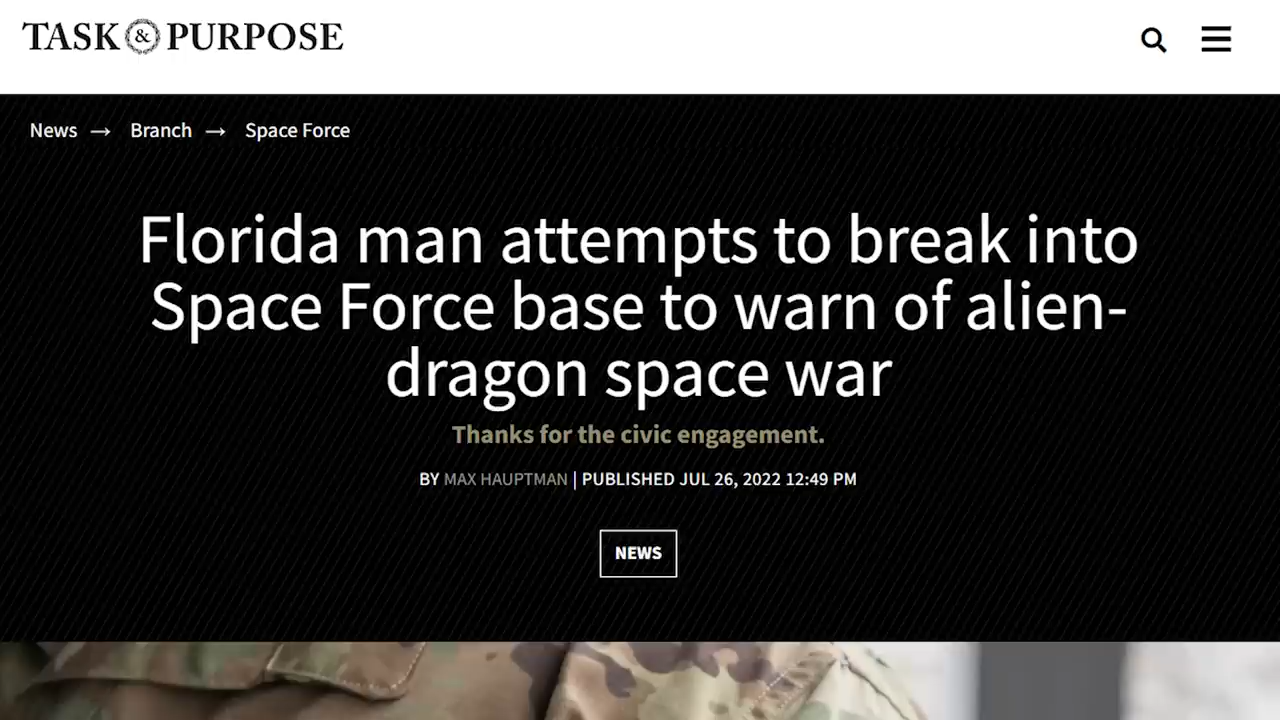 TASK & PURPOSE
News → Branch → Space Force
Florida man attempts to break into
Space Force base to warn of alien-
dragon space war
Thanks for the civic engagement.
BY MAX HAUPTMAN | PUBLISHED JUL 26, 2022 12:49 PM
NEWS